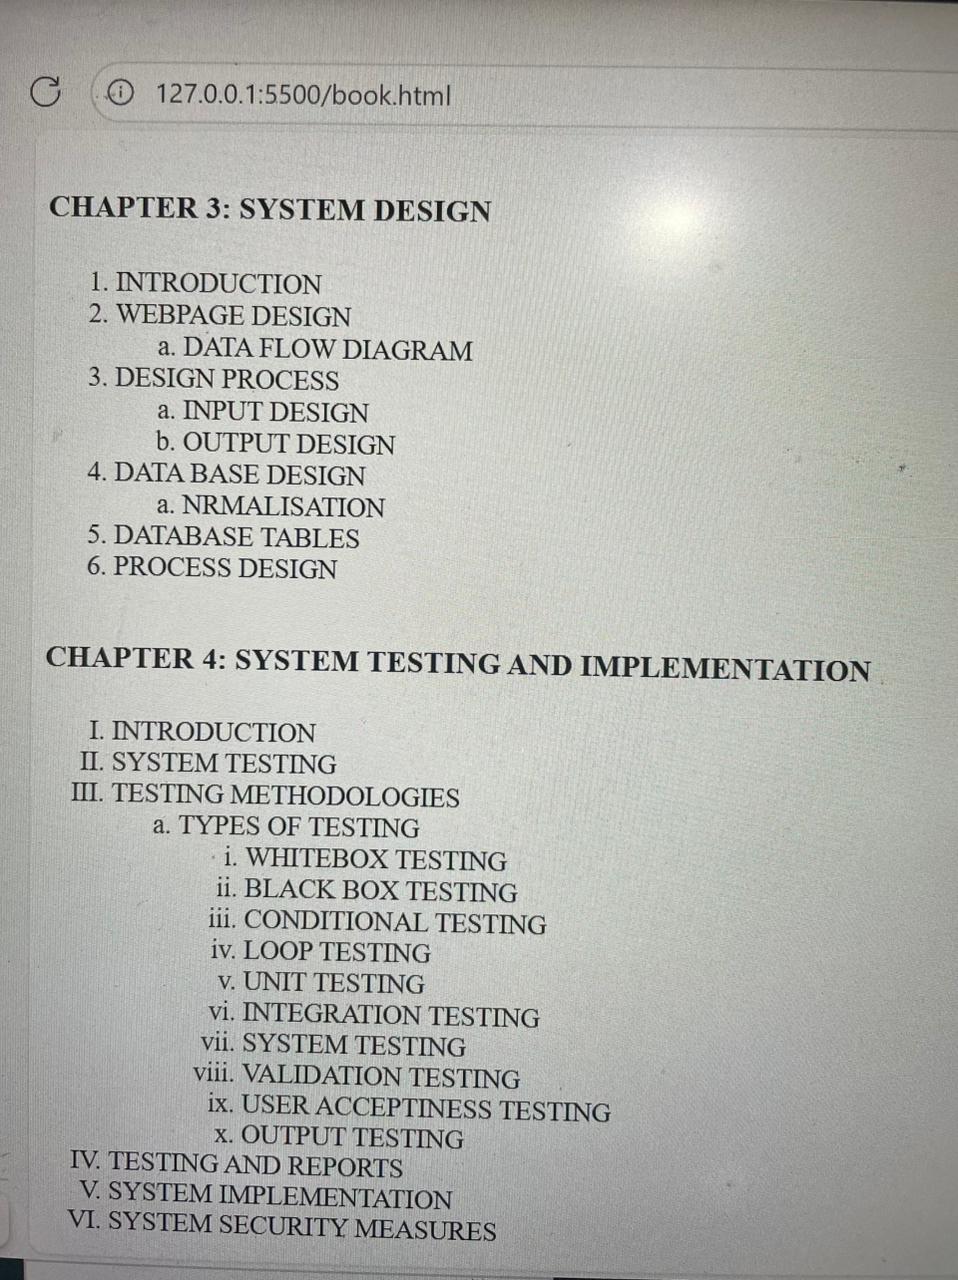 127.0.0.1:5500/book.html
CHAPTER 3: SYSTEM DESIGN
1. INTRODUCTION
2. WEBPAGE DESIGN
a. DATA FLOW DIAGRAM
3. DESIGN PROCESS
a. INPUT DESIGN
b. OUTPUT DESIGN
4. DATA BASE DESIGN
a. NRMALISATION
5. DATABASE TABLES
6. PROCESS DESIGN
CHAPTER 4: SYSTEM TESTING AND IMPLEMENTATION
I. INTRODUCTION
II. SYSTEM TESTING
III. TESTING METHODOLOGIES
a. TYPES OF TESTING
i. WHITEBOX TESTING
ii. BLACK BOX TESTING
iii. CONDITIONAL TESTING
iv. LOOP TESTING
v. UNIT TESTING
vi. INTEGRATION TESTING
vii. SYSTEM TESTING
viii. VALIDATION TESTING
ix. USER ACCEPTINESS TESTING
x. OUTPUT TESTING
IV. TESTING AND REPORTS
V. SYSTEM IMPLEMENTATION
VI. SYSTEM SECURITY MEASURES